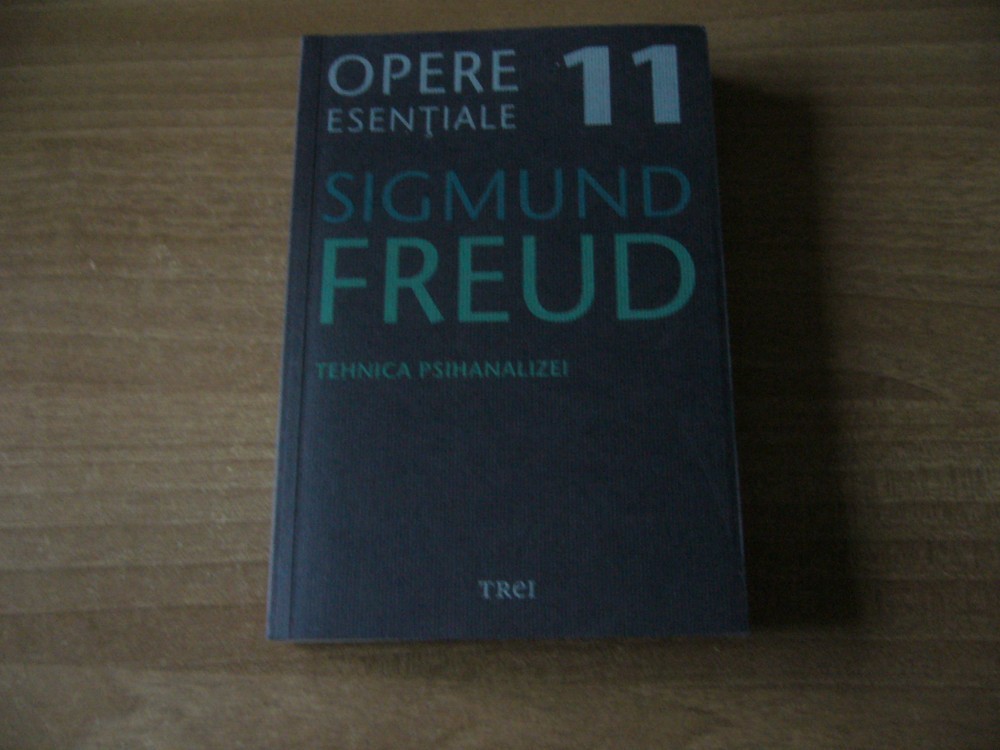 OPERE 11
ESENŢIALE
SIGMUND
FREUD
TEHNICA PSIHANALIZEI
TREI